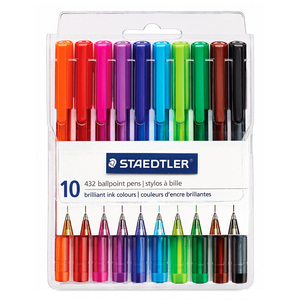 STAEDTLER
10 432 ballpoint pens | stylos à bille
brilliant ink colours | couleurs d'encre brillantes